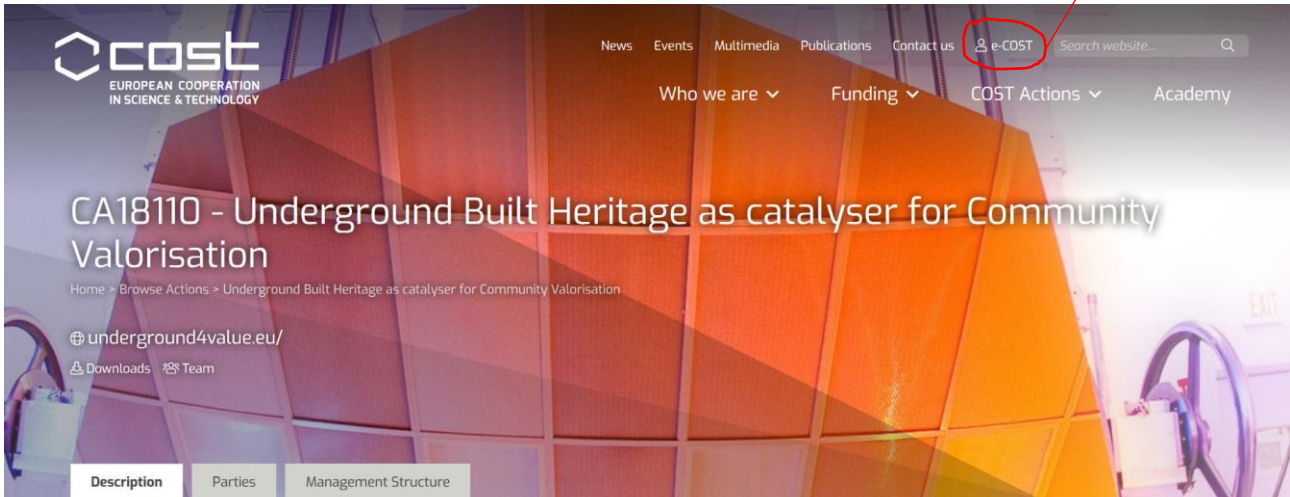 cost
EUROPEAN COOPERATION
IN SCIENCE & TECHNOLOGY
News Events Multimedia Publications Contact us e-COST Search website...
Who we are Funding COST Actions Academy
CA18110 - Underground Built Heritage as catalyser for Community
Valorisation
Home > Browse Actions > Underground Built Heritage as catalyser for Community Valorisation
underground4value.eu/
Downloads Team
EXIT
Description Parties Management Structure